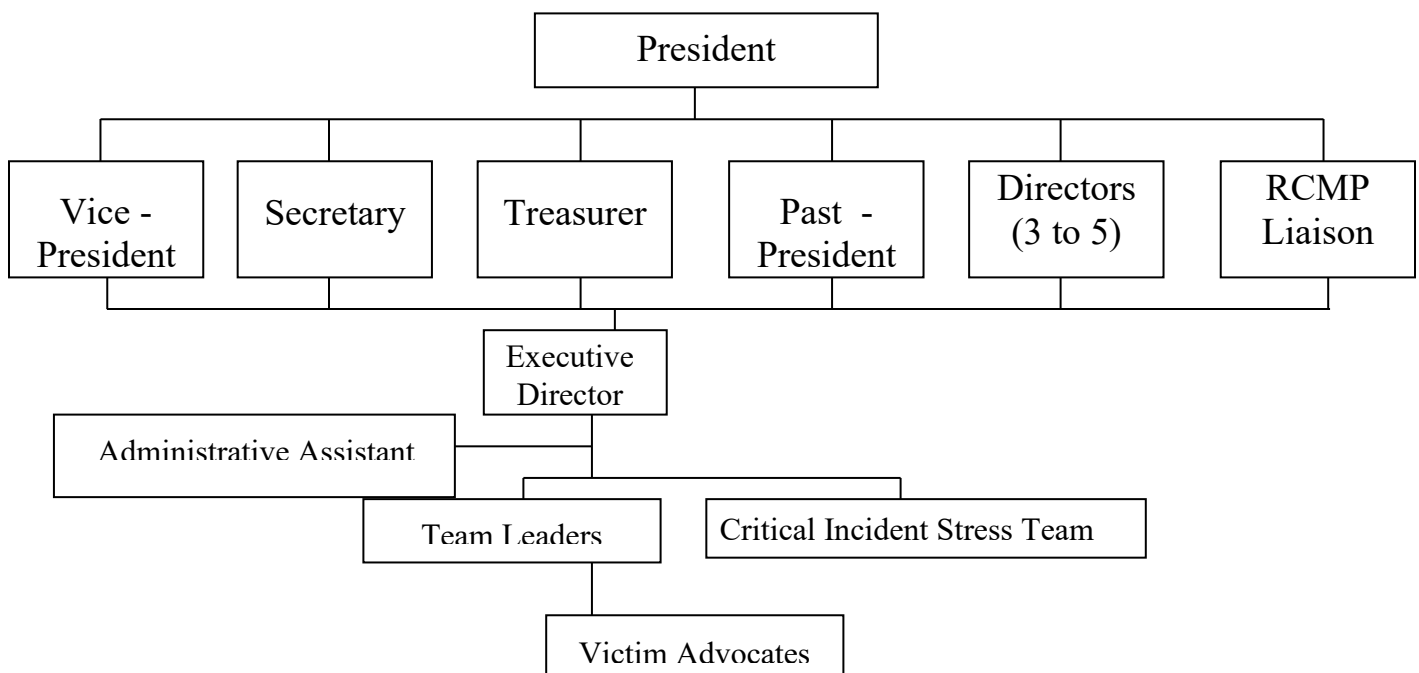 President
Vice -
President
Secretary
Treasurer
Past -
President
Directors
(3 to 5)
RCMP
Liaison
Executive
Director
Administrative Assistant
Team Leaders
Critical Incident Stress Team
Victim Advocates